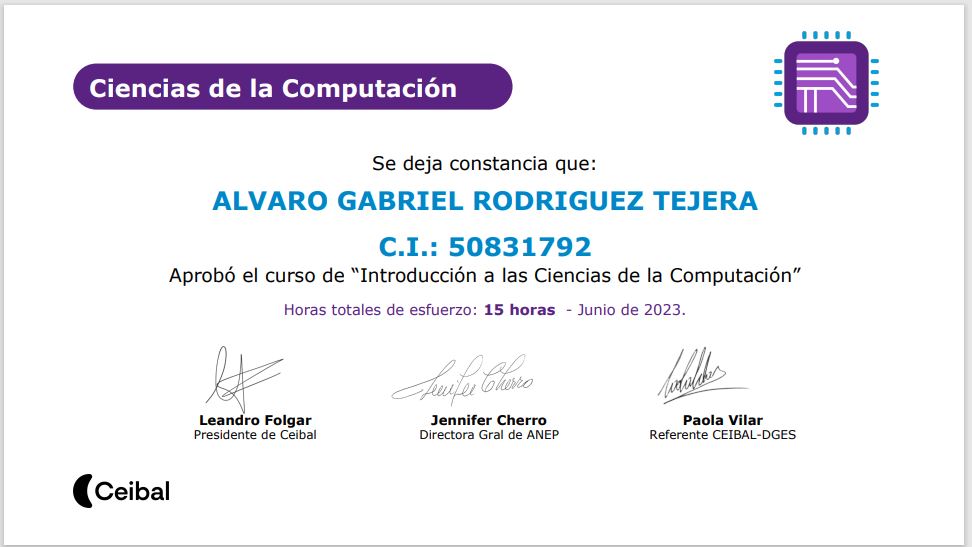 Ciencias de la Computación
Se deja constancia que:
ALVARO GABRIEL RODRIGUEZ TEJERA
C.I.: 50831792
Aprobó el curso de “Introducción a las Ciencias de la Computación”
Horas totales de esfuerzo: 15 horas - Junio de 2023.
Jennifer Cherro
Leandro Folgar
Presidente de Ceibal
Jennifer Cherro
Directora Gral de ANEP
Paola Vilar
Referente CEIBAL-DGES
Ceibal